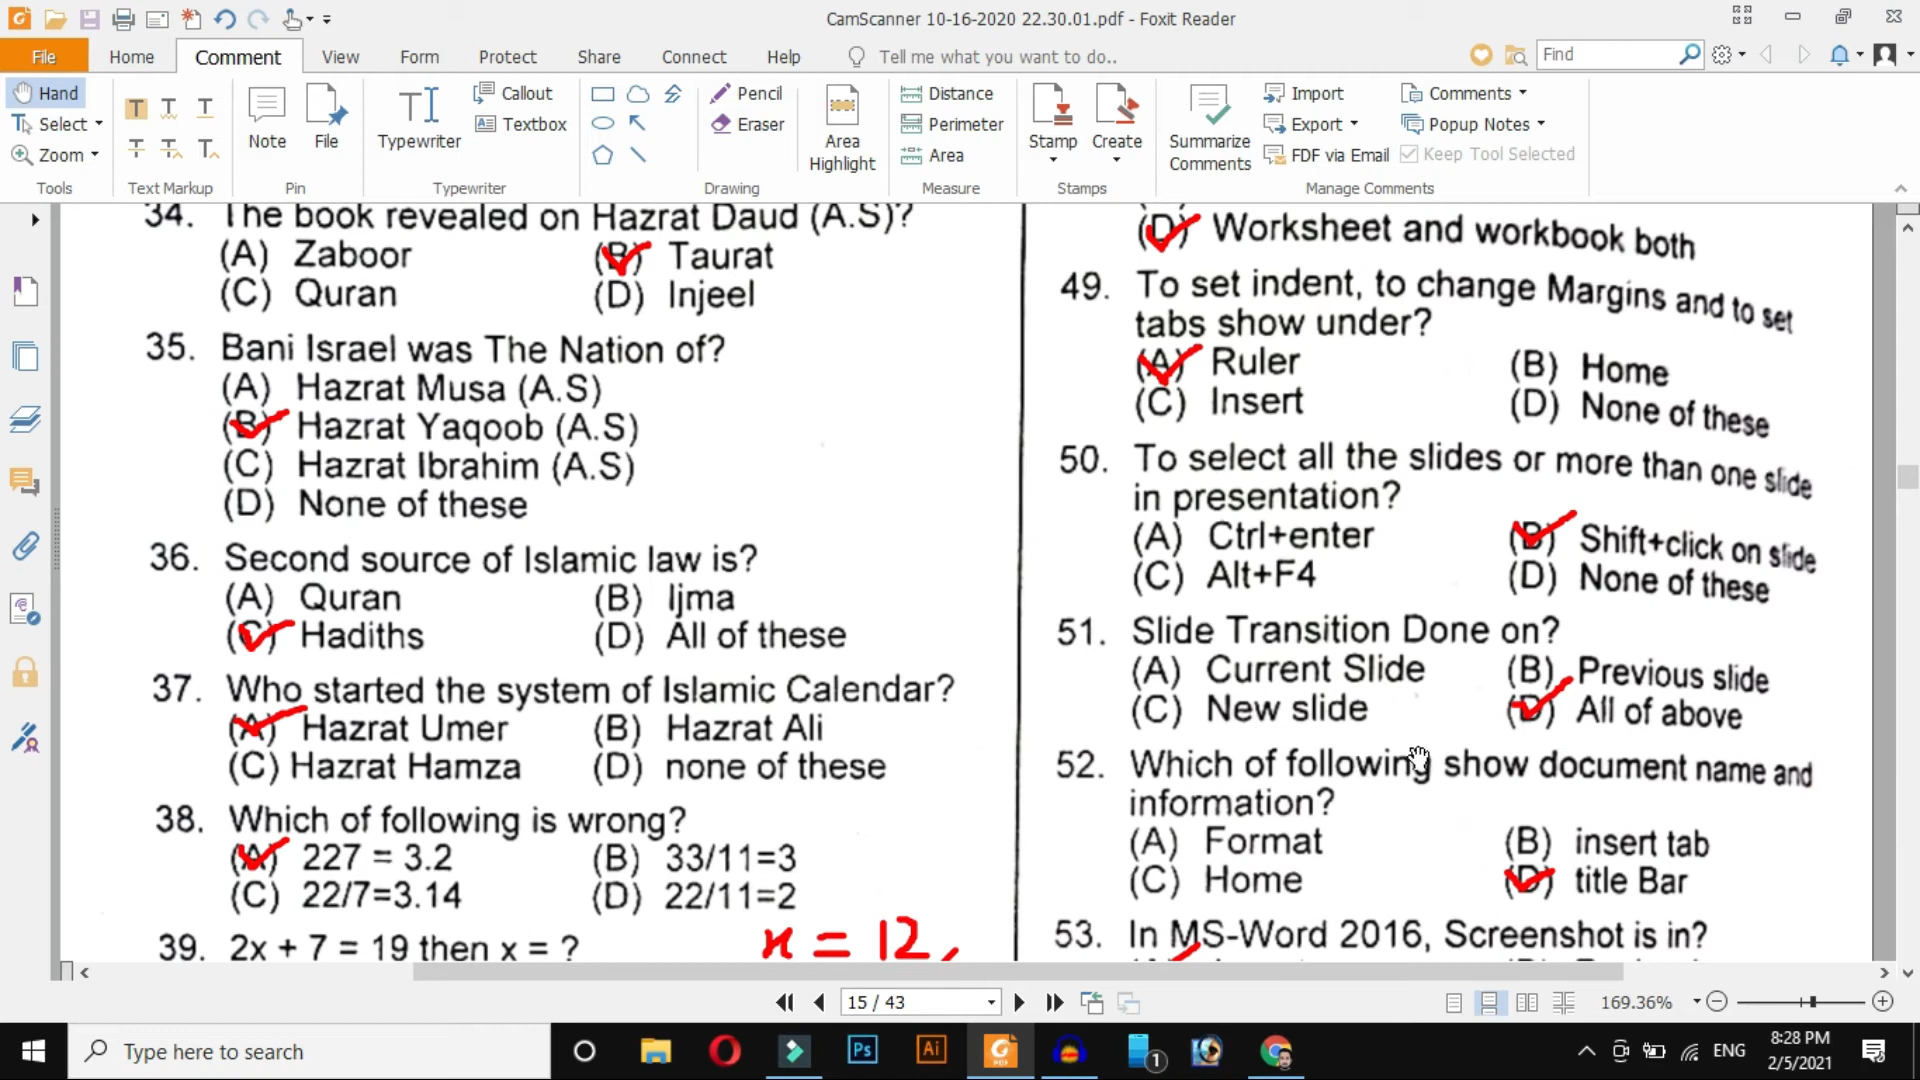 CamScanner 10-16-2020 22.30.01.pdf - Foxit Reader
File Home Comment View Form Protect Share Connect Help Tell me what you want to do.. Find
Hand
Select
Zoom
Tools
Text Markup
Note
File
Pin
Typewriter
Callout
Textbox
Typewriter
Pencil
Eraser
Drawing
Area
Highlight
Distance
Perimeter
Area
Measure
Stamp
Create
Stamps
Summarize
Comments
Import
Export
FDF via Email
Comments
Popup Notes
Keep Tool Selected
Manage Comments
34. The book revealed on Hazrat Daud (A.S)?
(A) Zaboor (B) Taurat
(C) Quran (D) Injeel
35. Bani Israel was The Nation of?
(A) Hazrat Musa (A.S)
(B) Hazrat Yaqoob (A.S)
(C) Hazrat Ibrahim (A.S)
(D) None of these
36. Second source of Islamic law is?
(A) Quran (B) Ijma
(C) Hadiths (D) All of these
37. Who started the system of Islamic Calendar?
(A) Hazrat Umer (B) Hazrat Ali
(C) Hazrat Hamza (D) none of these
38. Which of following is wrong?
(A) 227 = 3.2 (B) 33/11=3
(C) 22/7=3.14 (D) 22/11=2
39. 2x + 7 = 19 then x = ?
x = 12
(D) Worksheet and workbook both
49. To set indent, to change Margins and to set
tabs show under?
(A) Ruler (B) Home
(C) Insert (D) None of these
50. To select all the slides or more than one slide
in presentation?
(A) Ctrl+enter (B) Shift+click on slide
(C) Alt+F4 (D) None of these
51. Slide Transition Done on?
(A) Current Slide (B) Previous slide
(C) New slide (D) All of above
52. Which of following show document name and
information?
(A) Format (B) insert tab
(C) Home (D) title Bar
53. In MS-Word 2016, Screenshot is in?
15 / 43
169.36%
Type here to search
Ps
Ai
G
PDF
1
ENG
8:28 PM
2/5/2021